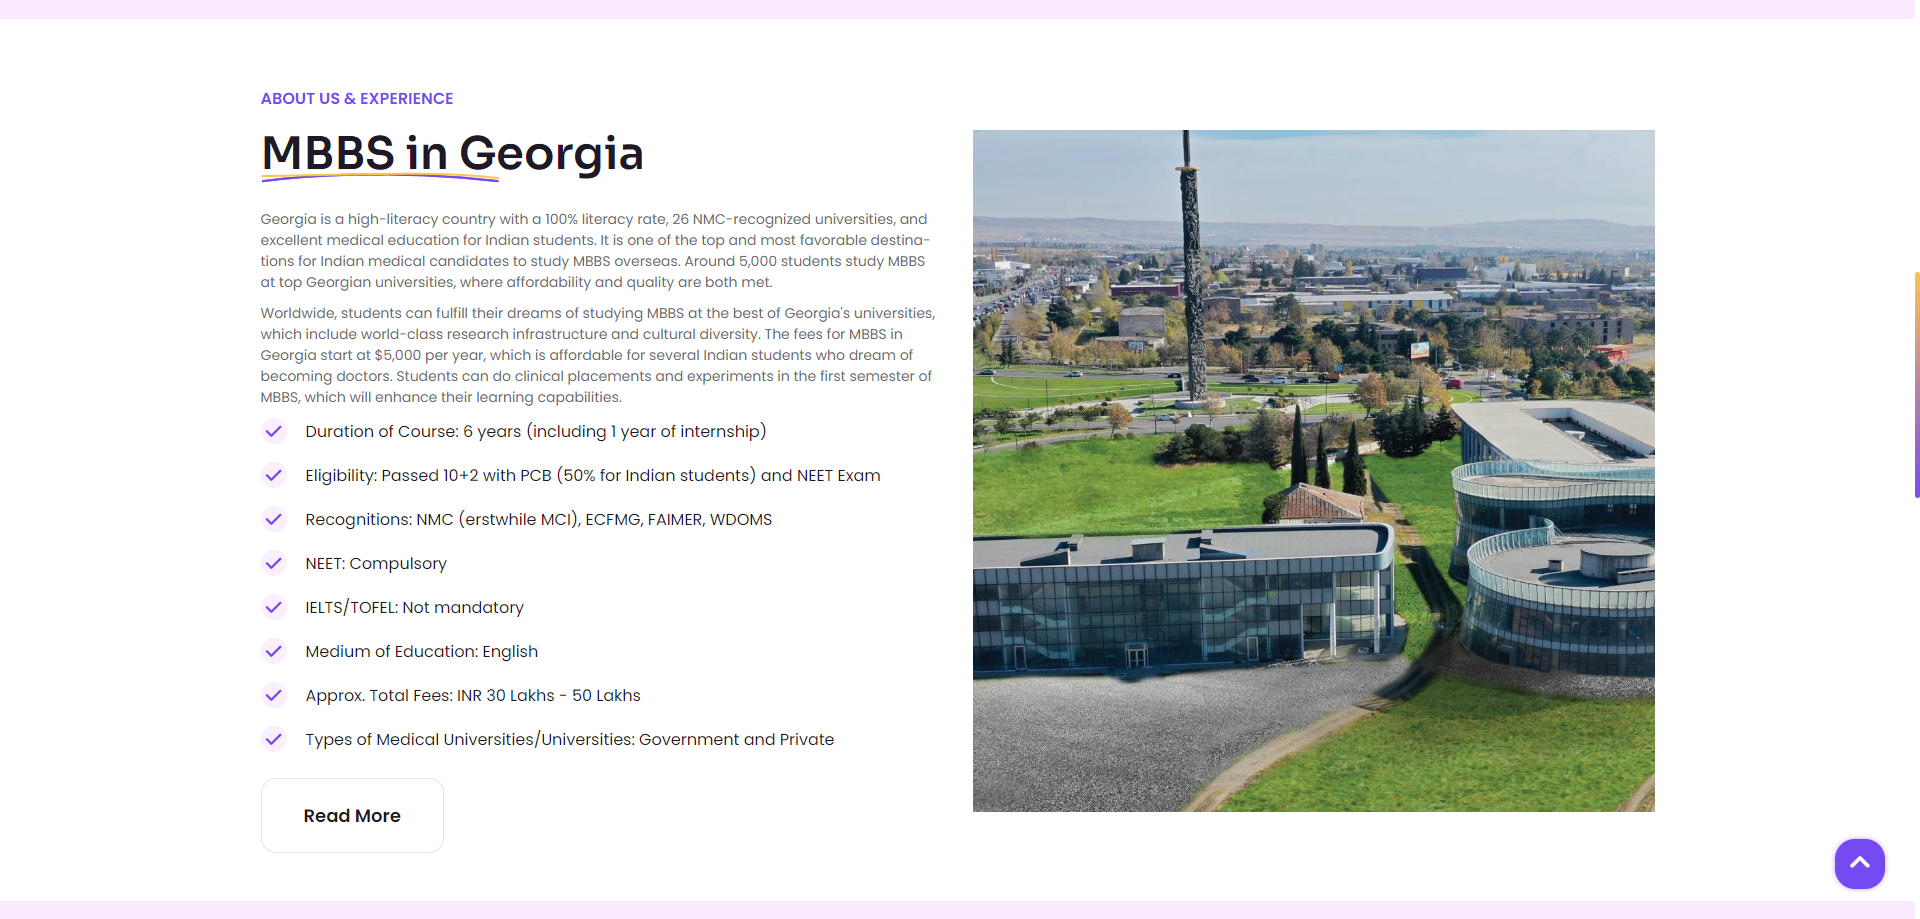 ABOUT US & EXPERIENCE
MBBS in Georgia
Georgia is a high-literacy country with a 100% literacy rate, 26 NMC-recognized universities, and
excellent medical education for Indian students. It is one of the top and most favorable destina-
tions for Indian medical candidates to study MBBS overseas. Around 5,000 students study MBBS
at top Georgian universities, where affordability and quality are both met.
Worldwide, students can fulfill their dreams of studying MBBS at the best of Georgia's universities,
which include world-class research infrastructure and cultural diversity. The fees for MBBS in
Georgia start at $5,000 per year, which is affordable for several Indian students who dream of
becoming doctors. Students can do clinical placements and experiments in the first semester of
MBBS, which will enhance their learning capabilities.
Duration of Course: 6 years (including 1 year of internship)
Eligibility: Passed 10+2 with PCB (50% for Indian students) and NEET Exam
Recognitions: NMC (erstwhile MCI), ECFMG, FAIMER, WDOMS
NEET: Compulsory
IELTS/TOFEL: Not mandatory
Medium of Education: English
Approx. Total Fees: INR 30 Lakhs - 50 Lakhs
Types of Medical Universities/Universities: Government and Private
Read More